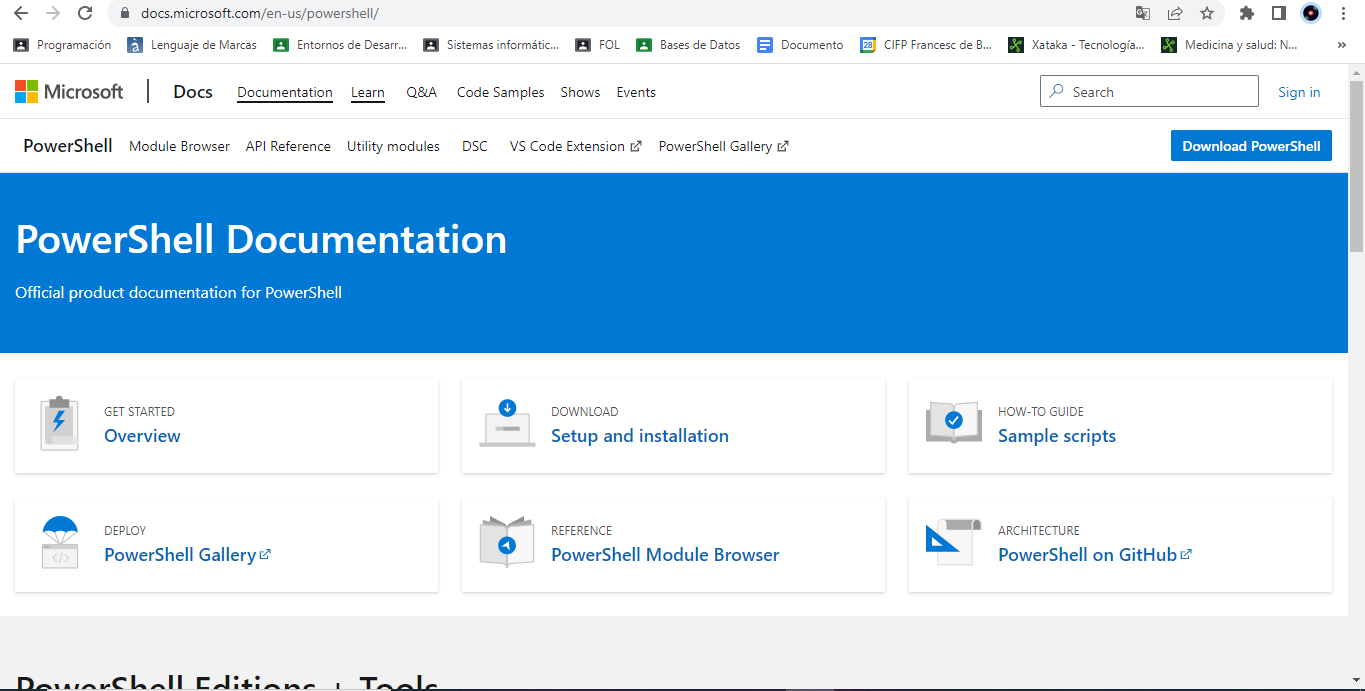 docs.microsoft.com/en-us/powershell/
Programación Lenguaje de Marcas Entornos de Desarr... Sistemas informátic... FOL Bases de Datos Documento 28 CIFP Francesc de B... Xataka - Tecnología... Medicina y salud: N... »
Microsoft | Docs Documentation Learn Q&A Code Samples Shows Events Search Sign in
PowerShell Module Browser API Reference Utility modules DSC VS Code Extension PowerShell Gallery Download PowerShell
PowerShell Documentation
Official product documentation for PowerShell
GET STARTED
Overview
DOWNLOAD
Setup and installation
HOW-TO GUIDE
Sample scripts
DEPLOY
PowerShell Gallery
REFERENCE
PowerShell Module Browser
ARCHITECTURE
PowerShell on GitHub
PowerShell Editions + Tools